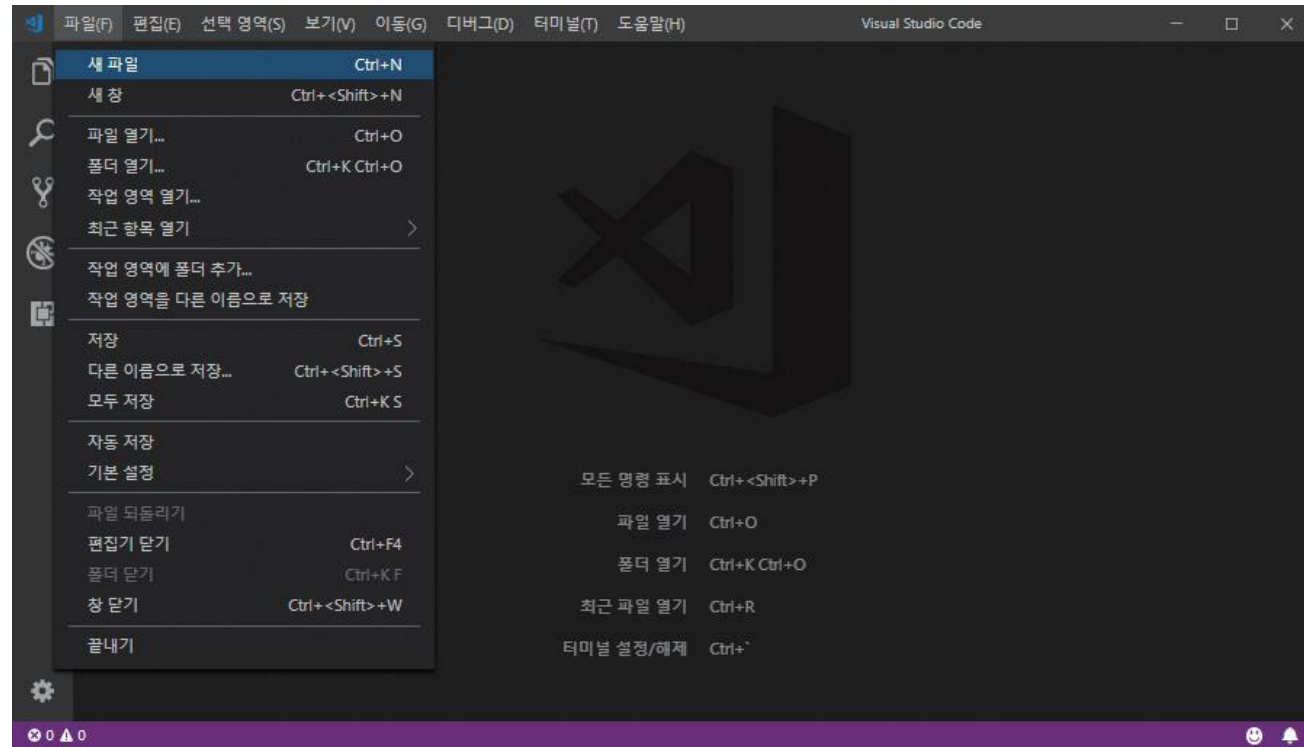 파일(F) 편집(E) 선택 영역(S) 보기(V) 이동(G) 디버그(D) 터미널(T) 도움말(H) Visual Studio Code
새 파일 Ctrl+N
새 창 Ctrl+<Shift>+N
파일 열기... Ctrl+O
폴더 열기... Ctrl+K Ctrl+O
작업 영역 열기...
최근 항목 열기
작업 영역에 폴더 추가...
작업 영역을 다른 이름으로 저장
저장 Ctrl+S
다른 이름으로 저장... Ctrl+<Shift>+S
모두 저장 Ctrl+K S
자동 저장
기본 설정
파일 되돌리기
편집기 닫기 Ctrl+F4
폴더 닫기 Ctrl+K F
창 닫기 Ctrl+<Shift>+W
끝내기
모든 명령 표시 Ctrl+<Shift>+P
파일 열기 Ctrl+O
폴더 열기 Ctrl+K Ctrl+O
최근 파일 열기 Ctrl+R
터미널 설정/해제 Ctrl+`
0 0